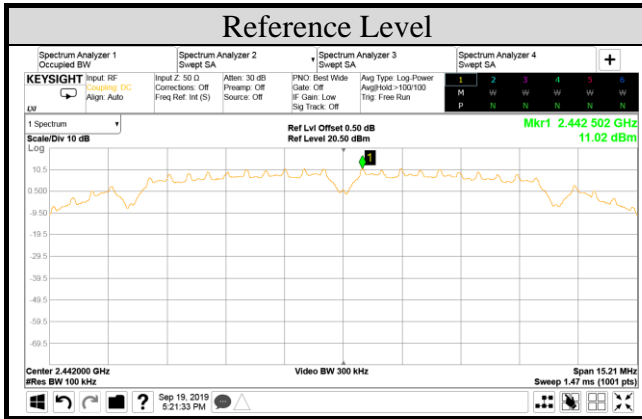 Reference Level
Spectrum Analyzer 1
Occupied BW
Spectrum Analyzer 2
Swept SA
Spectrum Analyzer 3
Swept SA
Spectrum Analyzer 4
Swept SA
+
KEYSIGHT
Input: RF
Coupling: DC
Align: Auto
Input Z: 50 Ω
Corrections: Off
Freq Ref: Int (S)
Atten: 30 dB
Preamp: Off
Source: Off
PNO: Best Wide
Gate: Off
IF Gain: Low
Sig Track: Off
Avg Type: Log-Power
Avg|Hold:>100/100
Trig: Free Run
1 2 3 4 5 6
M W W W W W
P N N N N N
LXI
1 Spectrum
Scale/Div 10 dB
Ref Lvl Offset 0.50 dB
Ref Level 20.50 dBm
Mkr1 2.442 502 GHz
11.02 dBm
Log
1
10.5
0.500
-9.50
-19.5
-29.5
-39.5
-49.5
-59.5
-69.5
Center 2.442000 GHz
#Res BW 100 kHz
Video BW 300 kHz
Span 15.21 MHz
Sweep 1.47 ms (1001 pts)
?
Sep 19, 2019
5:21:33 PM